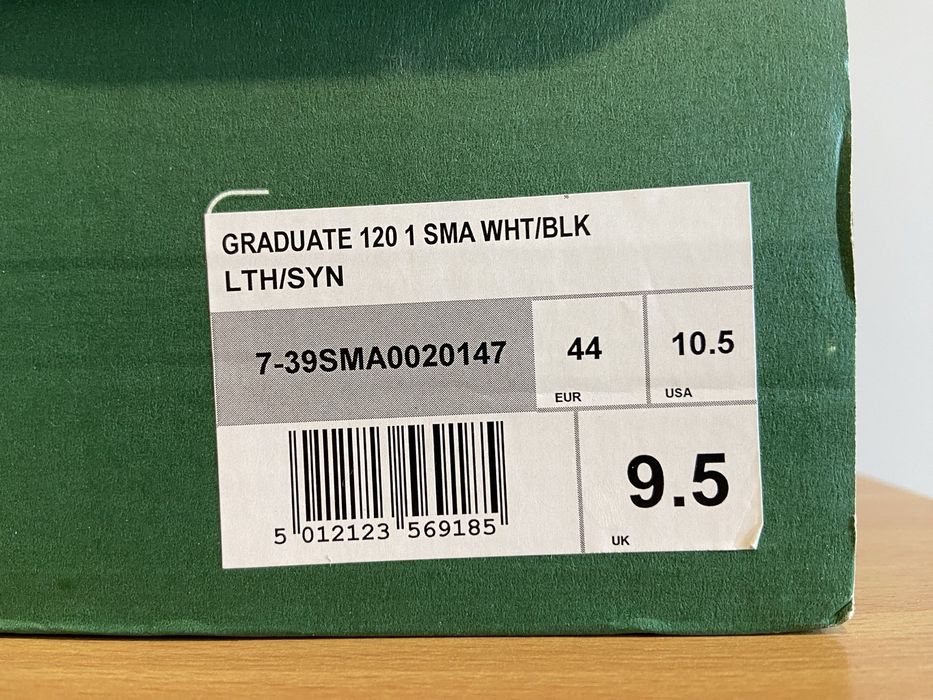 GRADUATE 120 1 SMA WHT/BLK
LTH/SYN
7-39SMA0020147
44
EUR
10.5
USA
5 012123 569185
9.5
UK